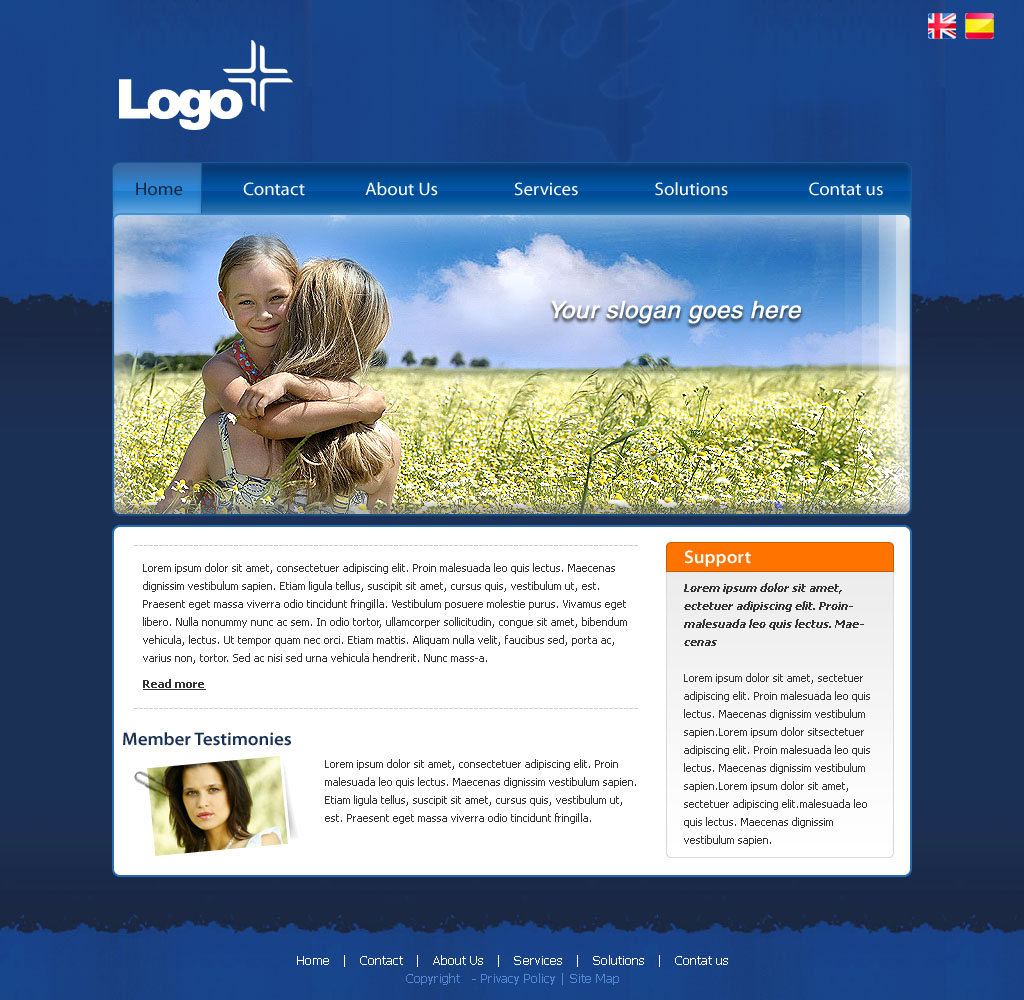 Logo
Home Contact About Us Services Solutions Contat us
Your slogan goes here
Lorem ipsum dolor sit amet, consectetuer adipiscing elit. Proin malesuada leo quis lectus. Maecenas
dignissim vestibulum sapien. Etiam ligula tellus, suscipit sit amet, cursus quis, vestibulum ut, est.
Praesent eget massa viverra odio tincidunt fringilla. Vestibulum posuere molestie purus. Vivamus eget
libero. Nulla nonummy nunc ac sem. In odio tortor, ullamcorper sollicitudin, congue sit amet, bibendum
vehicula, lectus. Ut tempor quam nec orci. Etiam mattis. Aliquam nulla velit, faucibus sed, porta ac,
varius non, tortor. Sed ac nisi sed urna vehicula hendrerit. Nunc mass-a.
Read more
Member Testimonies
Lorem ipsum dolor sit amet, consectetuer adipiscing elit. Proin
malesuada leo quis lectus. Maecenas dignissim vestibulum sapien.
Etiam ligula tellus, suscipit sit amet, cursus quis, vestibulum ut,
est. Praesent eget massa viverra odio tincidunt fringilla.
Support
Lorem ipsum dolor sit amet,
ectetuer adipiscing elit. Proin-
malesuada leo quis lectus. Mae-
cenas
Lorem ipsum dolor sit amet, sectetuer
adipiscing elit. Proin malesuada leo quis
lectus. Maecenas dignissim vestibulum
sapien.Lorem ipsum dolor sitsectetuer
adipiscing elit. Proin malesuada leo quis
lectus. Maecenas dignissim vestibulum
sapien.Lorem ipsum dolor sit amet,
sectetuer adipiscing elit.malesuada leo
quis lectus. Maecenas dignissim
vestibulum sapien.
Home | Contact | About Us | Services | Solutions | Contat us
Copyright - Privacy Policy | Site Map